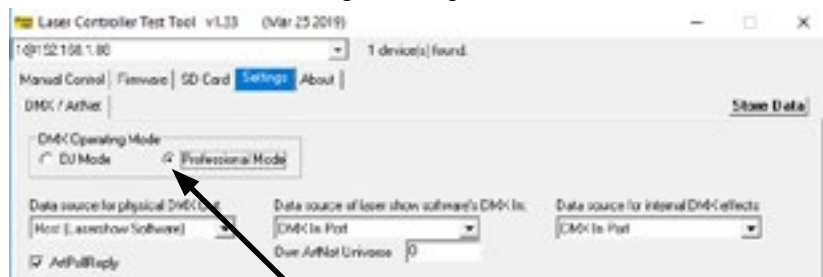 Laser Controller Test Tool v1.33 (Mar 25 2019)
1@192.168.1.86 1 device(s) found.
Manual Control Firmware SD Card Settings About
DMX / ArtNet Store Data
DMX Operating Mode
DJ Mode Professional Mode
Data source for physical DMX Out Data source of laser show software's DMX In: Data source for internal DMX effects
Host (Lasershow Software) DMX In Port DMX In Port
Own ArtNet Universe 0
ArtPollReply